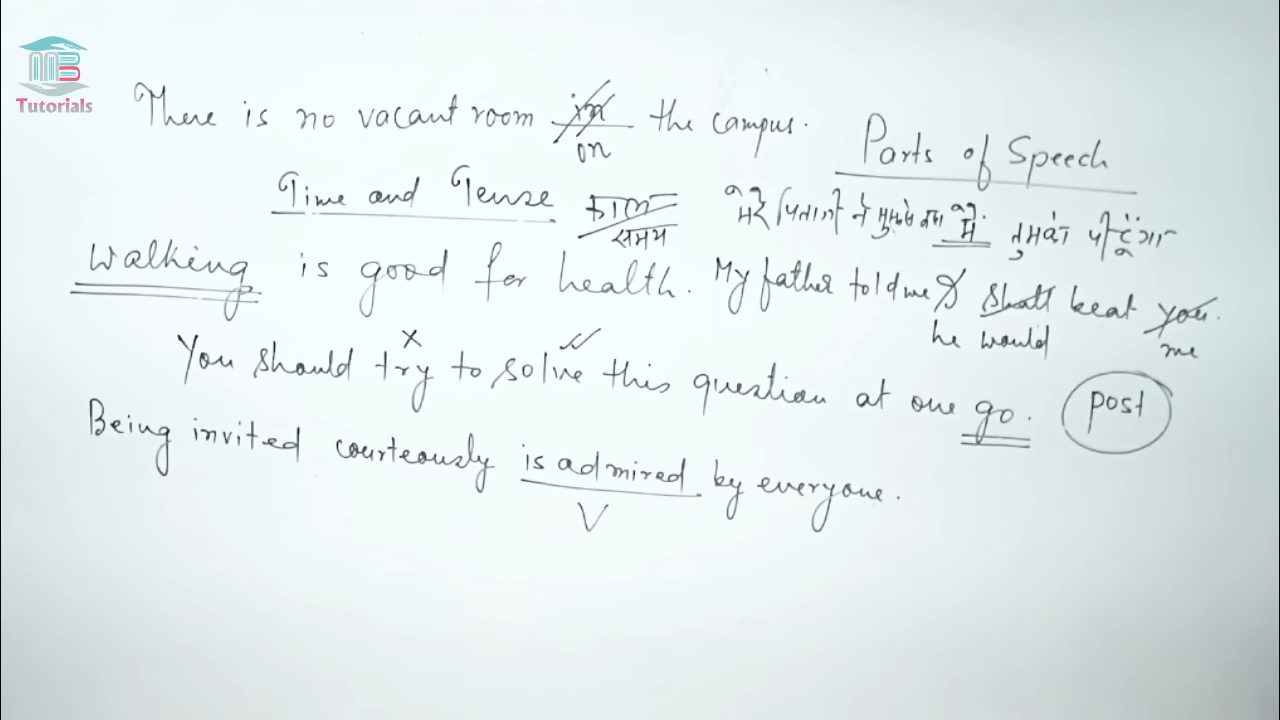 MB
Tutorials
There is no vacant room in the campus.
on
Parts of Speech
Time and Tense काल
समय
मेरे पिताजी ने मुझसे कहा मैं तुमको पीटूंगा
Walking is good for health. My father told me I shall beat you.
he would me
x ✓
You should try to solve this question at one go. post
Being invited courteously is admired by everyone.
V